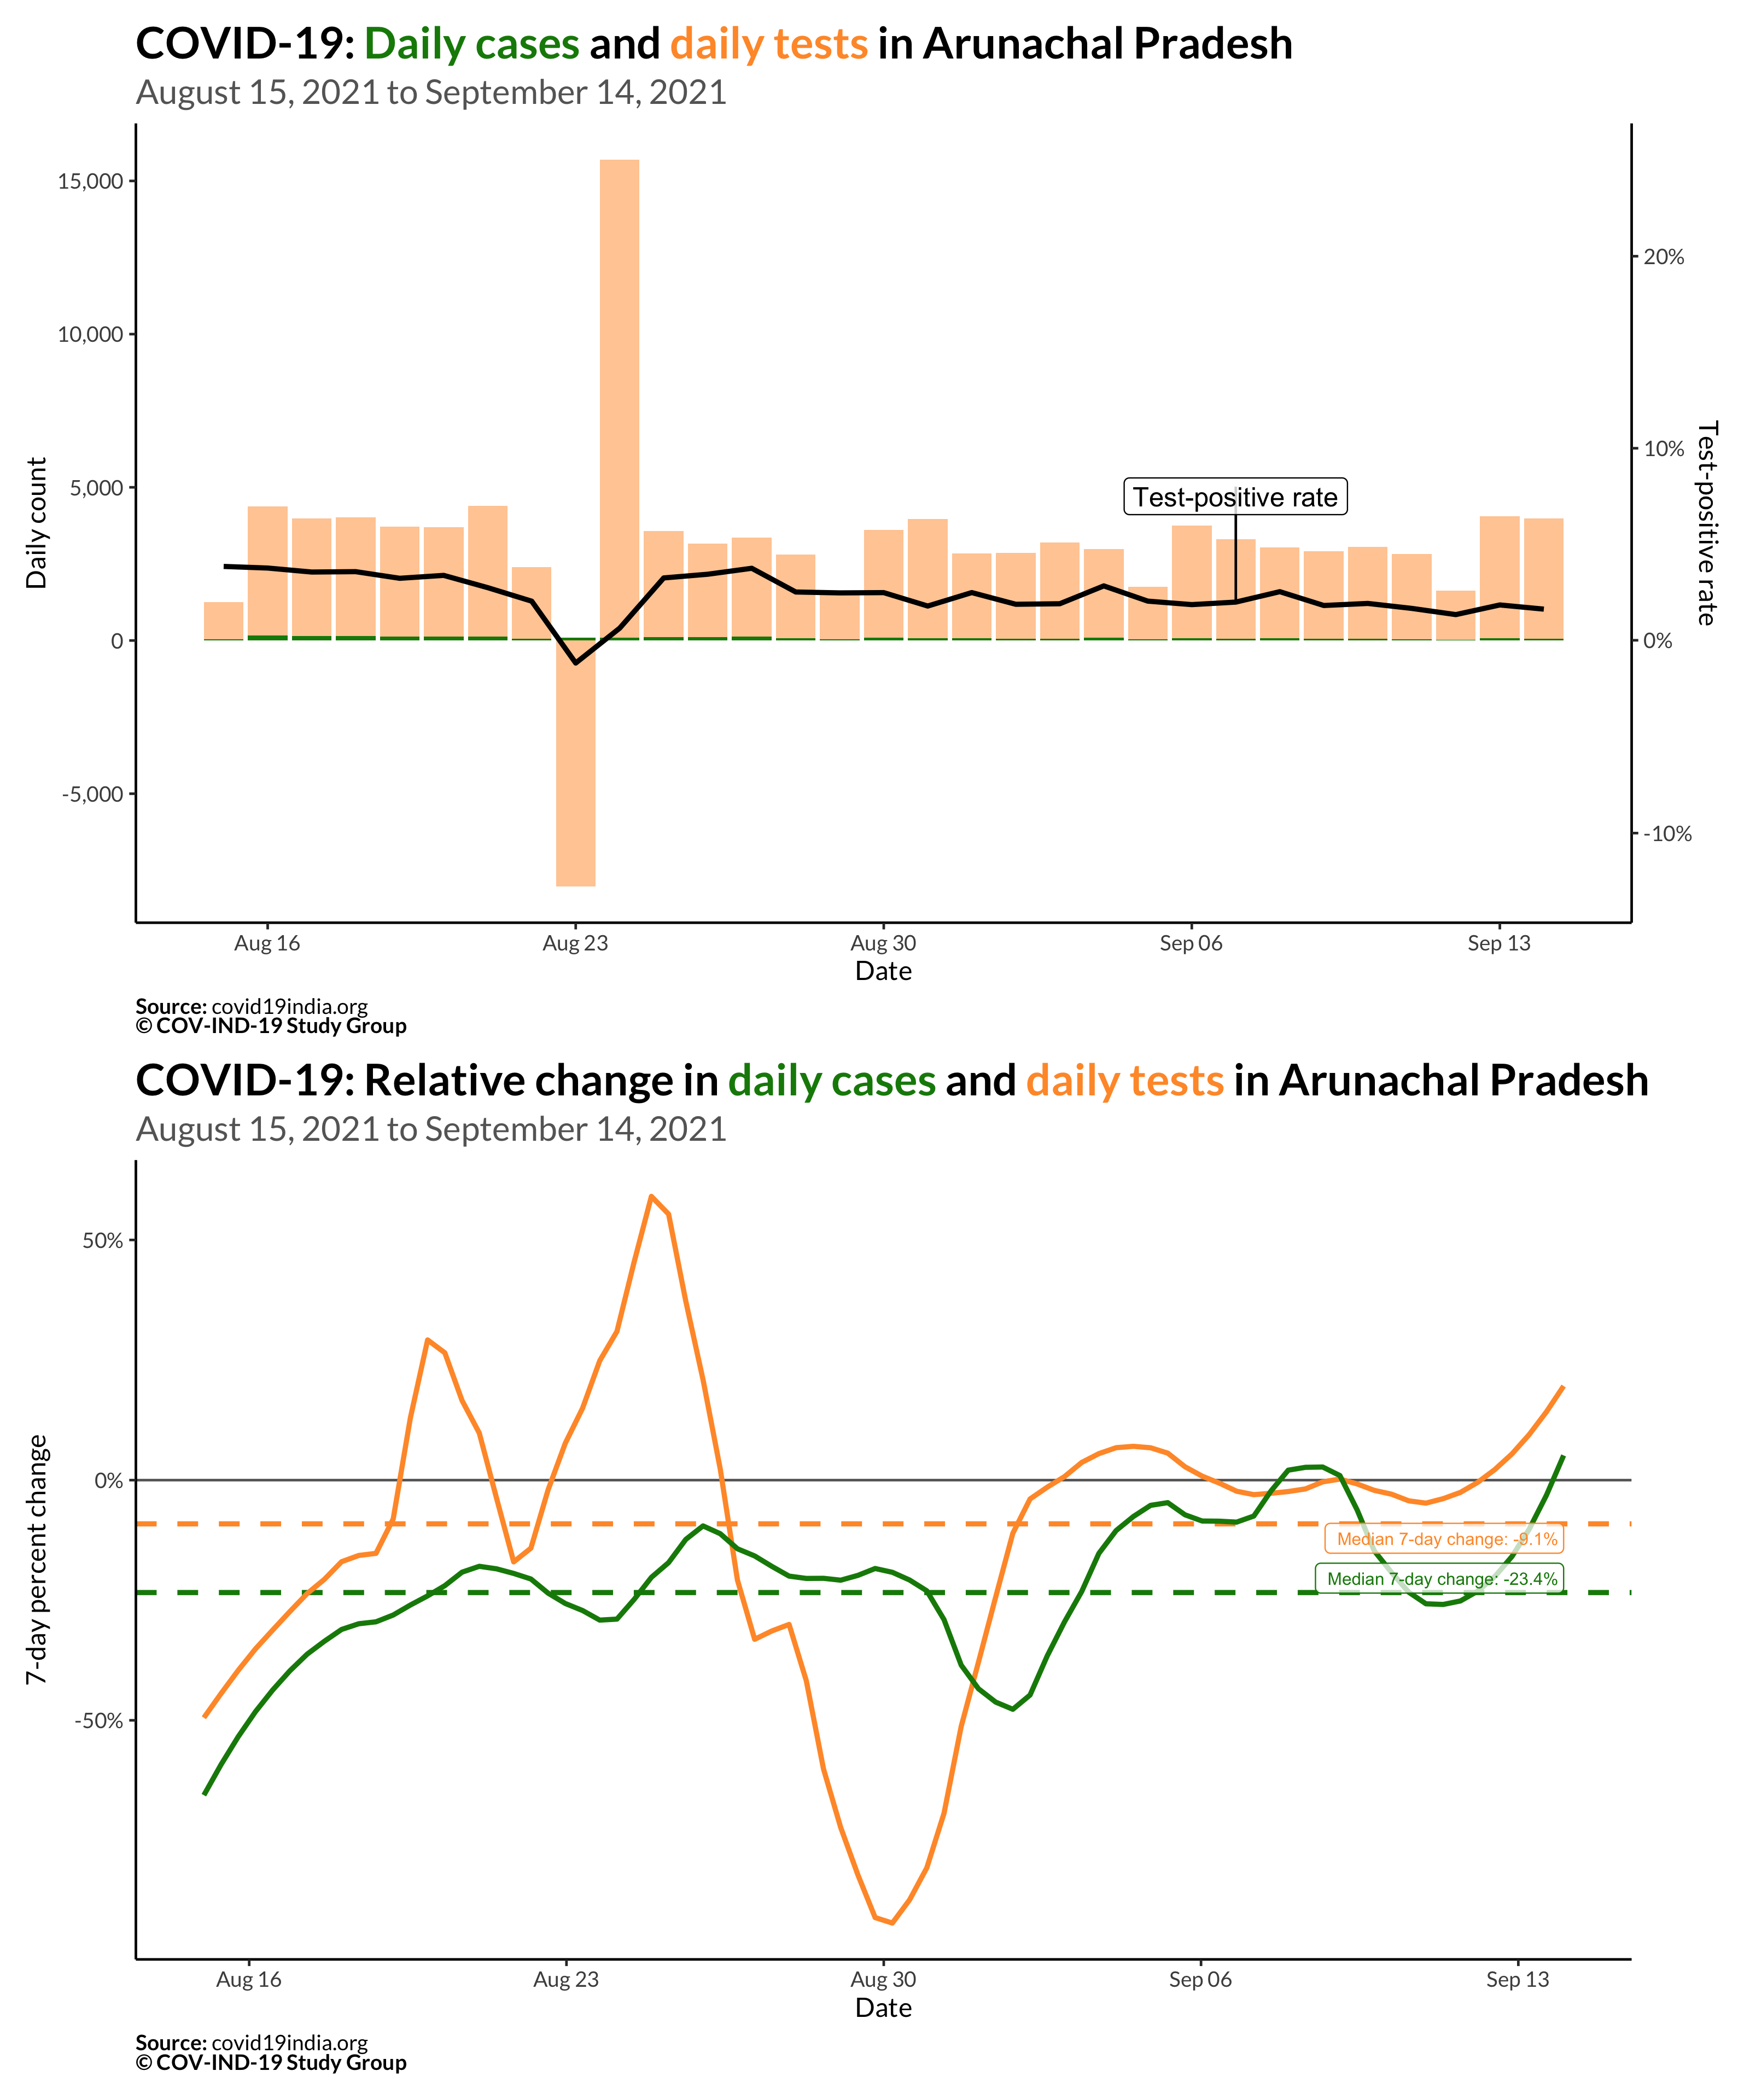 COVID-19: Daily cases and daily tests in Arunachal Pradesh
August 15, 2021 to September 14, 2021
Daily count
15,000
10,000
5,000
0
-5,000
20%
10%
0%
-10%
Test-positive rate
Test-positive rate
Aug 16 Aug 23 Aug 30 Sep 06 Sep 13
Date
Source: covid19india.org
© COV-IND-19 Study Group
COVID-19: Relative change in daily cases and daily tests in Arunachal Pradesh
August 15, 2021 to September 14, 2021
7-day percent change
50%
0%
-50%
Median 7-day change: -9.1%
Median 7-day change: -23.4%
Aug 16 Aug 23 Aug 30 Sep 06 Sep 13
Date
Source: covid19india.org
© COV-IND-19 Study Group